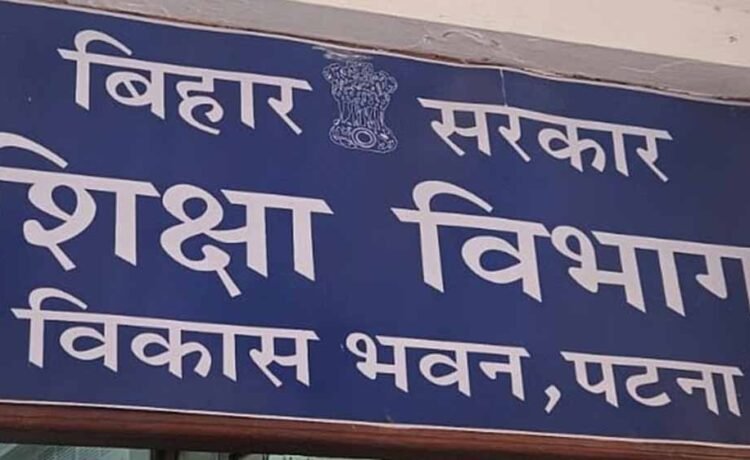 बिहार सरकार
शिक्षा विभाग
विकास भवन, पटना